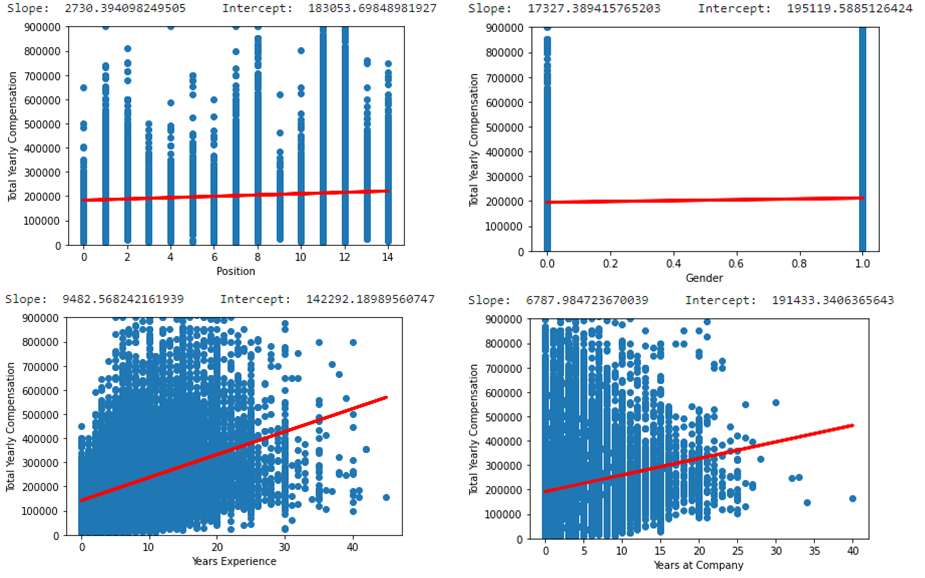 Slope: 2730.394098249505 Intercept: 183053.69848981927
900000
800000
700000
600000
500000
400000
300000
200000
100000
0
Total Yearly Compensation
0 2 4 6 8 10 12 14
Position
Slope: 17327.389415765203 Intercept: 195119.5885126424
900000
800000
700000
600000
500000
400000
300000
200000
100000
0
Total Yearly Compensation
0.0 0.2 0.4 0.6 0.8 1.0
Gender
Slope: 9482.568242161939 Intercept: 142292.18989560747
900000
800000
700000
600000
500000
400000
300000
200000
100000
0
Total Yearly Compensation
0 10 20 30 40
Years Experience
Slope: 6787.984723670039 Intercept: 191433.3406365643
900000
800000
700000
600000
500000
400000
300000
200000
100000
0
Total Yearly Compensation
0 5 10 15 20 25 30 35 40
Years at Company